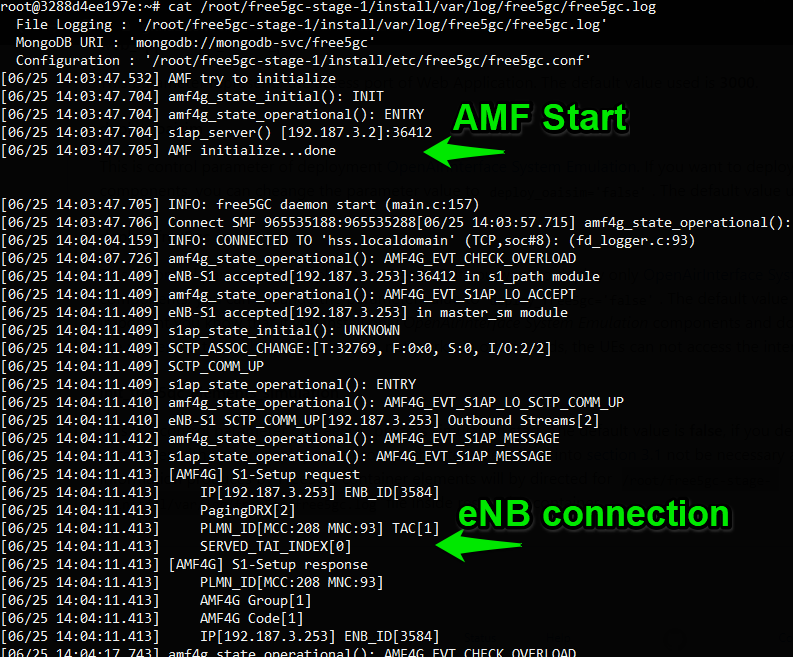 root@3288d4ee197e:~# cat /root/free5gc-stage-1/install/var/log/free5gc/free5gc.log
File Logging : '/root/free5gc-stage-1/install/var/log/free5gc/free5gc.log'
MongoDB URI : 'mongodb://mongodb-svc/free5gc'
Configuration : '/root/free5gc-stage-1/install/etc/free5gc/free5gc.conf'
[06/25 14:03:47.532] AMF try to initialize
[06/25 14:03:47.704] amf4g_state_initial(): INIT
[06/25 14:03:47.704] amf4g_state_operational(): ENTRY
[06/25 14:03:47.704] s1ap_server() [192.187.3.2]:36412
AMF Start
[06/25 14:03:47.705] AMF initialize...done
[06/25 14:03:47.705] INFO: free5GC daemon start (main.c:157)
[06/25 14:03:47.706] Connect SMF 965535188:965535288[06/25 14:03:57.715] amf4g_state_operational():
[06/25 14:04:04.159] INFO: CONNECTED TO 'hss.localdomain' (TCP,soc#8): (fd_logger.c:93)
[06/25 14:04:07.726] amf4g_state_operational(): AMF4G_EVT_CHECK_OVERLOAD
[06/25 14:04:11.409] eNB-S1 accepted[192.187.3.253]:36412 in s1_path module
[06/25 14:04:11.409] amf4g_state_operational(): AMF4G_EVT_S1AP_LO_ACCEPT
[06/25 14:04:11.409] eNB-S1 accepted[192.187.3.253] in master_sm module
[06/25 14:04:11.409] s1ap_state_initial(): UNKNOWN
[06/25 14:04:11.409] SCTP_ASSOC_CHANGE:[T:32769, F:0x0, S:0, I/O:2/2]
[06/25 14:04:11.409] SCTP_COMM_UP
[06/25 14:04:11.409] s1ap_state_operational(): ENTRY
[06/25 14:04:11.410] amf4g_state_operational(): AMF4G_EVT_S1AP_LO_SCTP_COMM_UP
[06/25 14:04:11.410] eNB-S1 SCTP_COMM_UP[192.187.3.253] Outbound Streams[2]
[06/25 14:04:11.412] amf4g_state_operational(): AMF4G_EVT_S1AP_MESSAGE
[06/25 14:04:11.413] s1ap_state_operational(): AMF4G_EVT_S1AP_MESSAGE
[06/25 14:04:11.413] [AMF4G] S1-Setup request
[06/25 14:04:11.413] IP[192.187.3.253] ENB_ID[3584]
[06/25 14:04:11.413] PagingDRX[2]
[06/25 14:04:11.413] PLMN_ID[MCC:208 MNC:93] TAC[1]
eNB connection
[06/25 14:04:11.413] SERVED_TAI_INDEX[0]
[06/25 14:04:11.413] [AMF4G] S1-Setup response
[06/25 14:04:11.413] PLMN_ID[MCC:208 MNC:93]
[06/25 14:04:11.413] AMF4G Group[1]
[06/25 14:04:11.413] AMF4G Code[1]
[06/25 14:04:11.413] IP[192.187.3.253] ENB_ID[3584]
[06/25 14:04:17.743] amf4g_state_operational(): AMF4G_EVT_CHECK_OVERLOAD